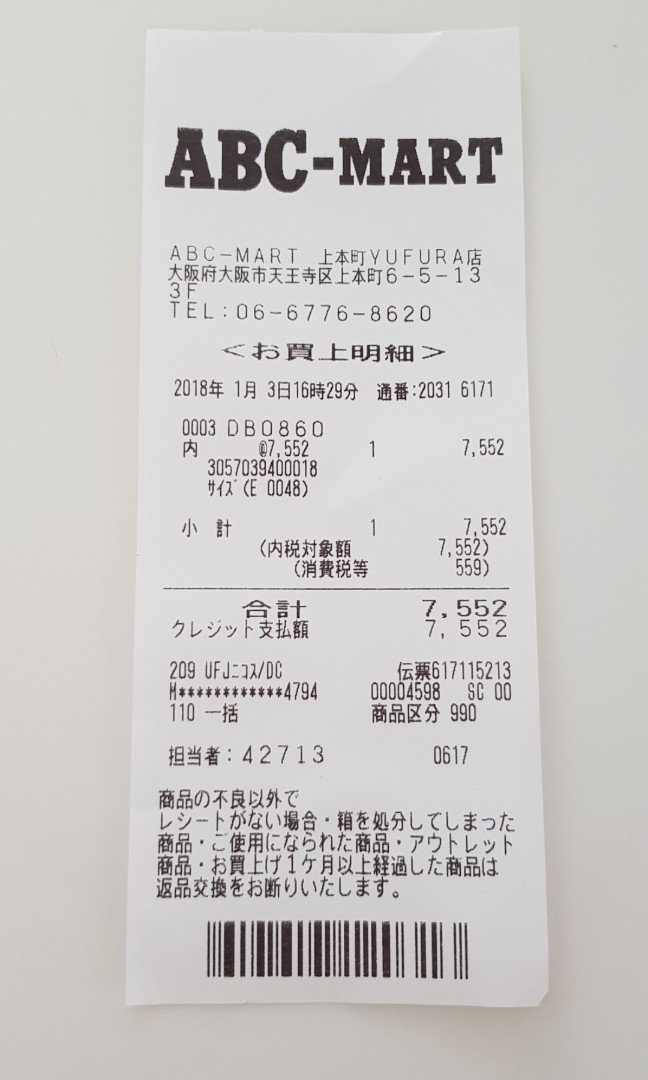 ABC-MART
ABC-MART 上本町YUFURA店
大阪府大阪市天王寺区上本町6-5-13
3F
TEL:06-6776-8620
<お買上明細>
2018年 1月 3日16時29分 通番:2031 6171
0003 DB0860
内 @7,552 1 7,552
3057039400018
サイズ(E 0048)
小 計 1 7,552
(内税対象額 7,552)
(消費税等 559)
合計 7,552
クレジット支払額 7,552
209 UFJニコス/DC 伝票617115213
M************4794 00004598 SC 00
110 一括 商品区分 990
担当者:42713 0617
商品の不良以外で
レシートがない場合・箱を処分してしまった
商品・ご使用になられた商品・アウトレット
商品・お買上げ1ケ月以上経過した商品は
返品交換をお断りいたします。